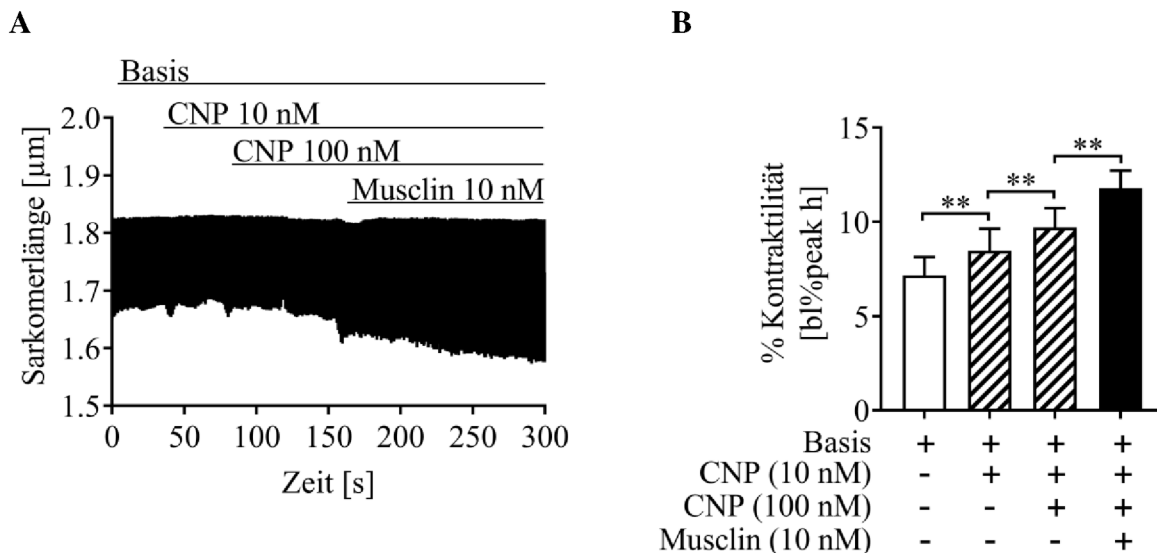 A
Basis
CNP 10 nM
CNP 100 nM
Musclin 10 nM
Sarkomerlänge [µm]
2.0
1.9
1.8
1.7
1.6
1.5
0 50 100 150 200 250 300
Zeit [s]
B
% Kontraktilität
[bl%peak h]
15
10
5
0
** ** **
Basis + + + +
CNP (10 nM) - + + +
CNP (100 nM) - - + +
Musclin (10 nM) - - - +